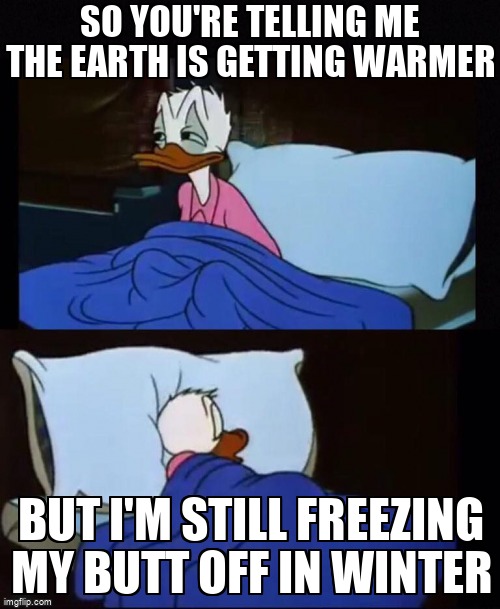 SO YOU'RE TELLING ME
THE EARTH IS GETTING WARMER
BUT I'M STILL FREEZING
MY BUTT OFF IN WINTER
imgflip.com